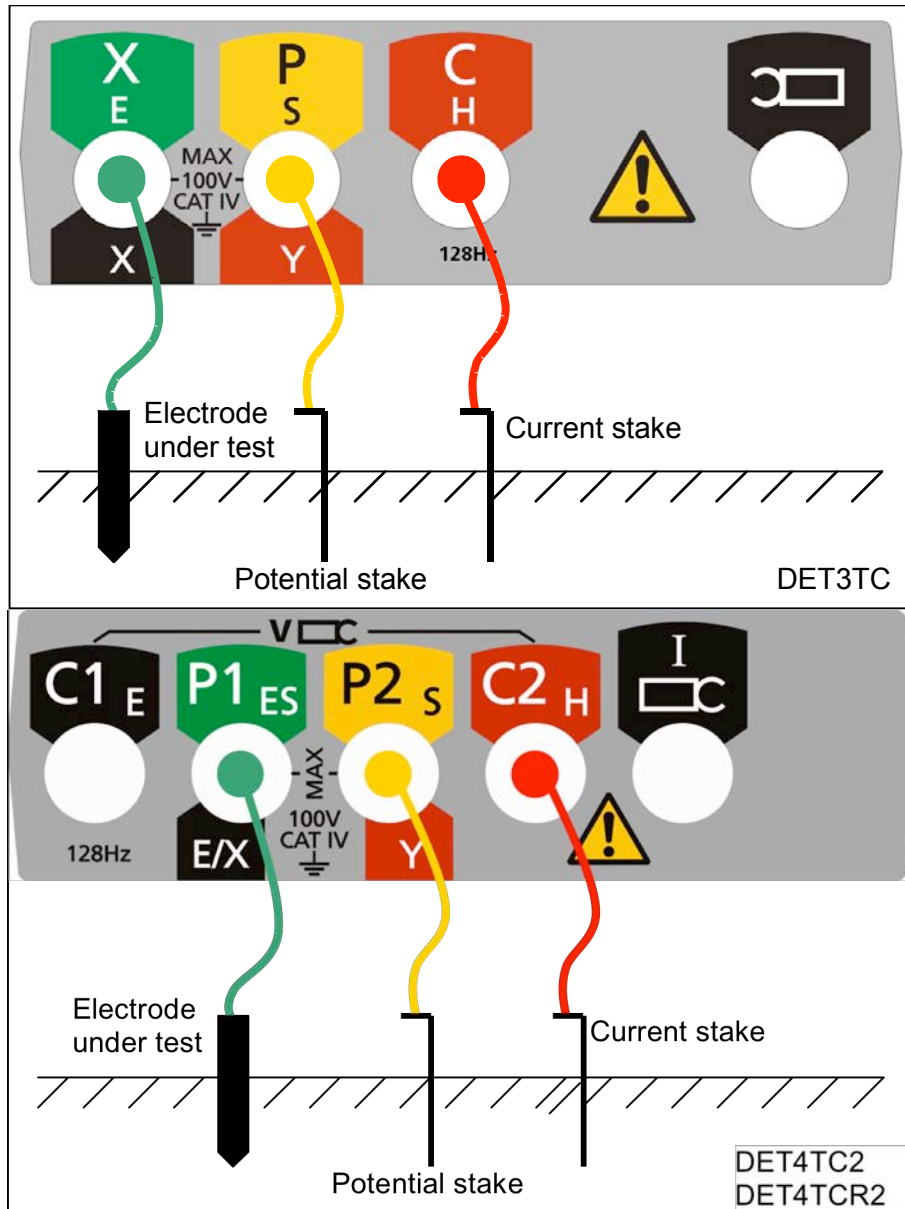 X
E
P
S
C
H
MAX
100V
CAT IV
X
Y
128Hz
Electrode
under test
Current stake
Potential stake
DET3TC
V C
C1 E
P1 ES
P2 S
C2 H
I
MAX
100V
CAT IV
128Hz
E/X
Y
Electrode
under test
Current stake
Potential stake
DET4TC2
DET4TCR2